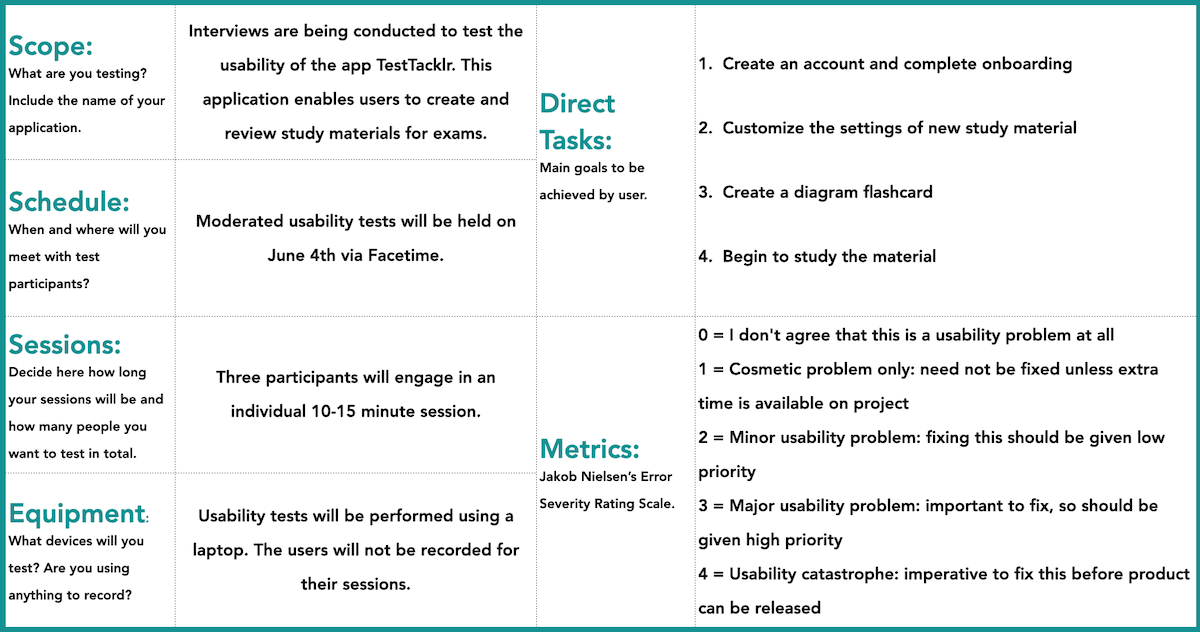 Scope:
What are you testing?
Include the name of your
application.
Interviews are being conducted to test the
usability of the app TestTacklr. This
application enables users to create and
review study materials for exams.
Schedule:
When and where will you
meet with test
participants?
Moderated usability tests will be held on
June 4th via Facetime.
Sessions:
Decide here how long
your sessions will be and
how many people you
want to test in total.
Three participants will engage in an
individual 10-15 minute session.
Equipment:
What devices will you
test? Are you using
anything to record?
Usability tests will be performed using a
laptop. The users will not be recorded for
their sessions.
Direct
Tasks:
Main goals to be
achieved by user.
1. Create an account and complete onboarding
2. Customize the settings of new study material
3. Create a diagram flashcard
4. Begin to study the material
Metrics:
Jakob Nielsen’s Error
Severity Rating Scale.
0 = I don't agree that this is a usability problem at all
1 = Cosmetic problem only: need not be fixed unless extra
time is available on project
2 = Minor usability problem: fixing this should be given low
priority
3 = Major usability problem: important to fix, so should be
given high priority
4 = Usability catastrophe: imperative to fix this before product
can be released